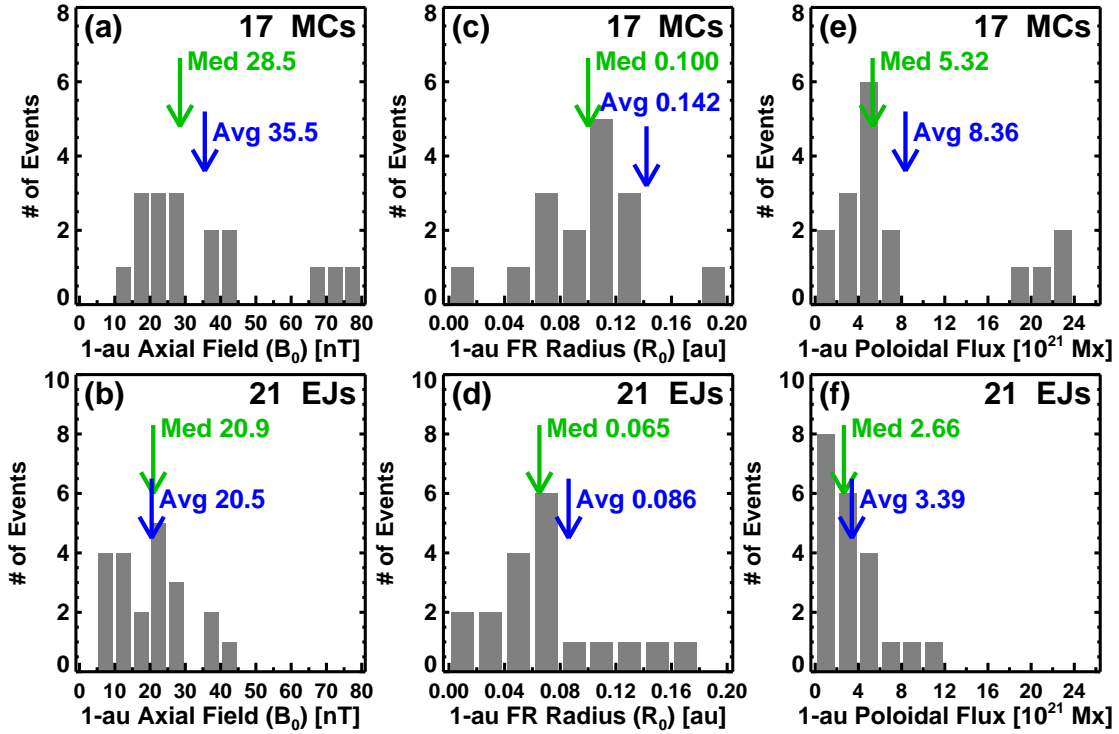 (a) 17 MCs
Med 28.5
Avg 35.5
# of Events
0 2 4 6 8
0 10 20 30 40 50 60 70 80
1-au Axial Field (B₀) [nT]
(c) 17 MCs
Med 0.100
Avg 0.142
# of Events
0 2 4 6 8
0.00 0.04 0.08 0.12 0.16 0.20
1-au FR Radius (R₀) [au]
(e) 17 MCs
Med 5.32
Avg 8.36
# of Events
0 2 4 6 8
0 4 8 12 16 20 24
1-au Poloidal Flux [10²¹ Mx]
(b) 21 EJs
Med 20.9
Avg 20.5
# of Events
0 2 4 6 8 10
0 10 20 30 40 50 60 70 80
1-au Axial Field (B₀) [nT]
(d) 21 EJs
Med 0.065
Avg 0.086
# of Events
0 2 4 6 8 10
0.00 0.04 0.08 0.12 0.16 0.20
1-au FR Radius (R₀) [au]
(f) 21 EJs
Med 2.66
Avg 3.39
# of Events
0 2 4 6 8 10
0 4 8 12 16 20 24
1-au Poloidal Flux [10²¹ Mx]